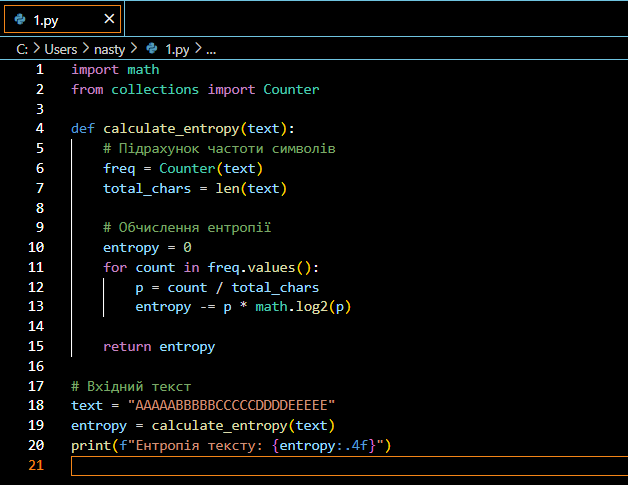 1.py ×
C: > Users > nasty > 1.py > ...
1 import math
2 from collections import Counter
3
4 def calculate_entropy(text):
5     # Підрахунок частоти символів
6     freq = Counter(text)
7     total_chars = len(text)
8
9     # Обчислення ентропії
10     entropy = 0
11     for count in freq.values():
12         p = count / total_chars
13         entropy -= p * math.log2(p)
14
15     return entropy
16
17 # Вхідний текст
18 text = "AAAAABBBBBCCCCCDDDDEEEEE"
19 entropy = calculate_entropy(text)
20 print(f"Ентропія тексту: {entropy:.4f}")
21